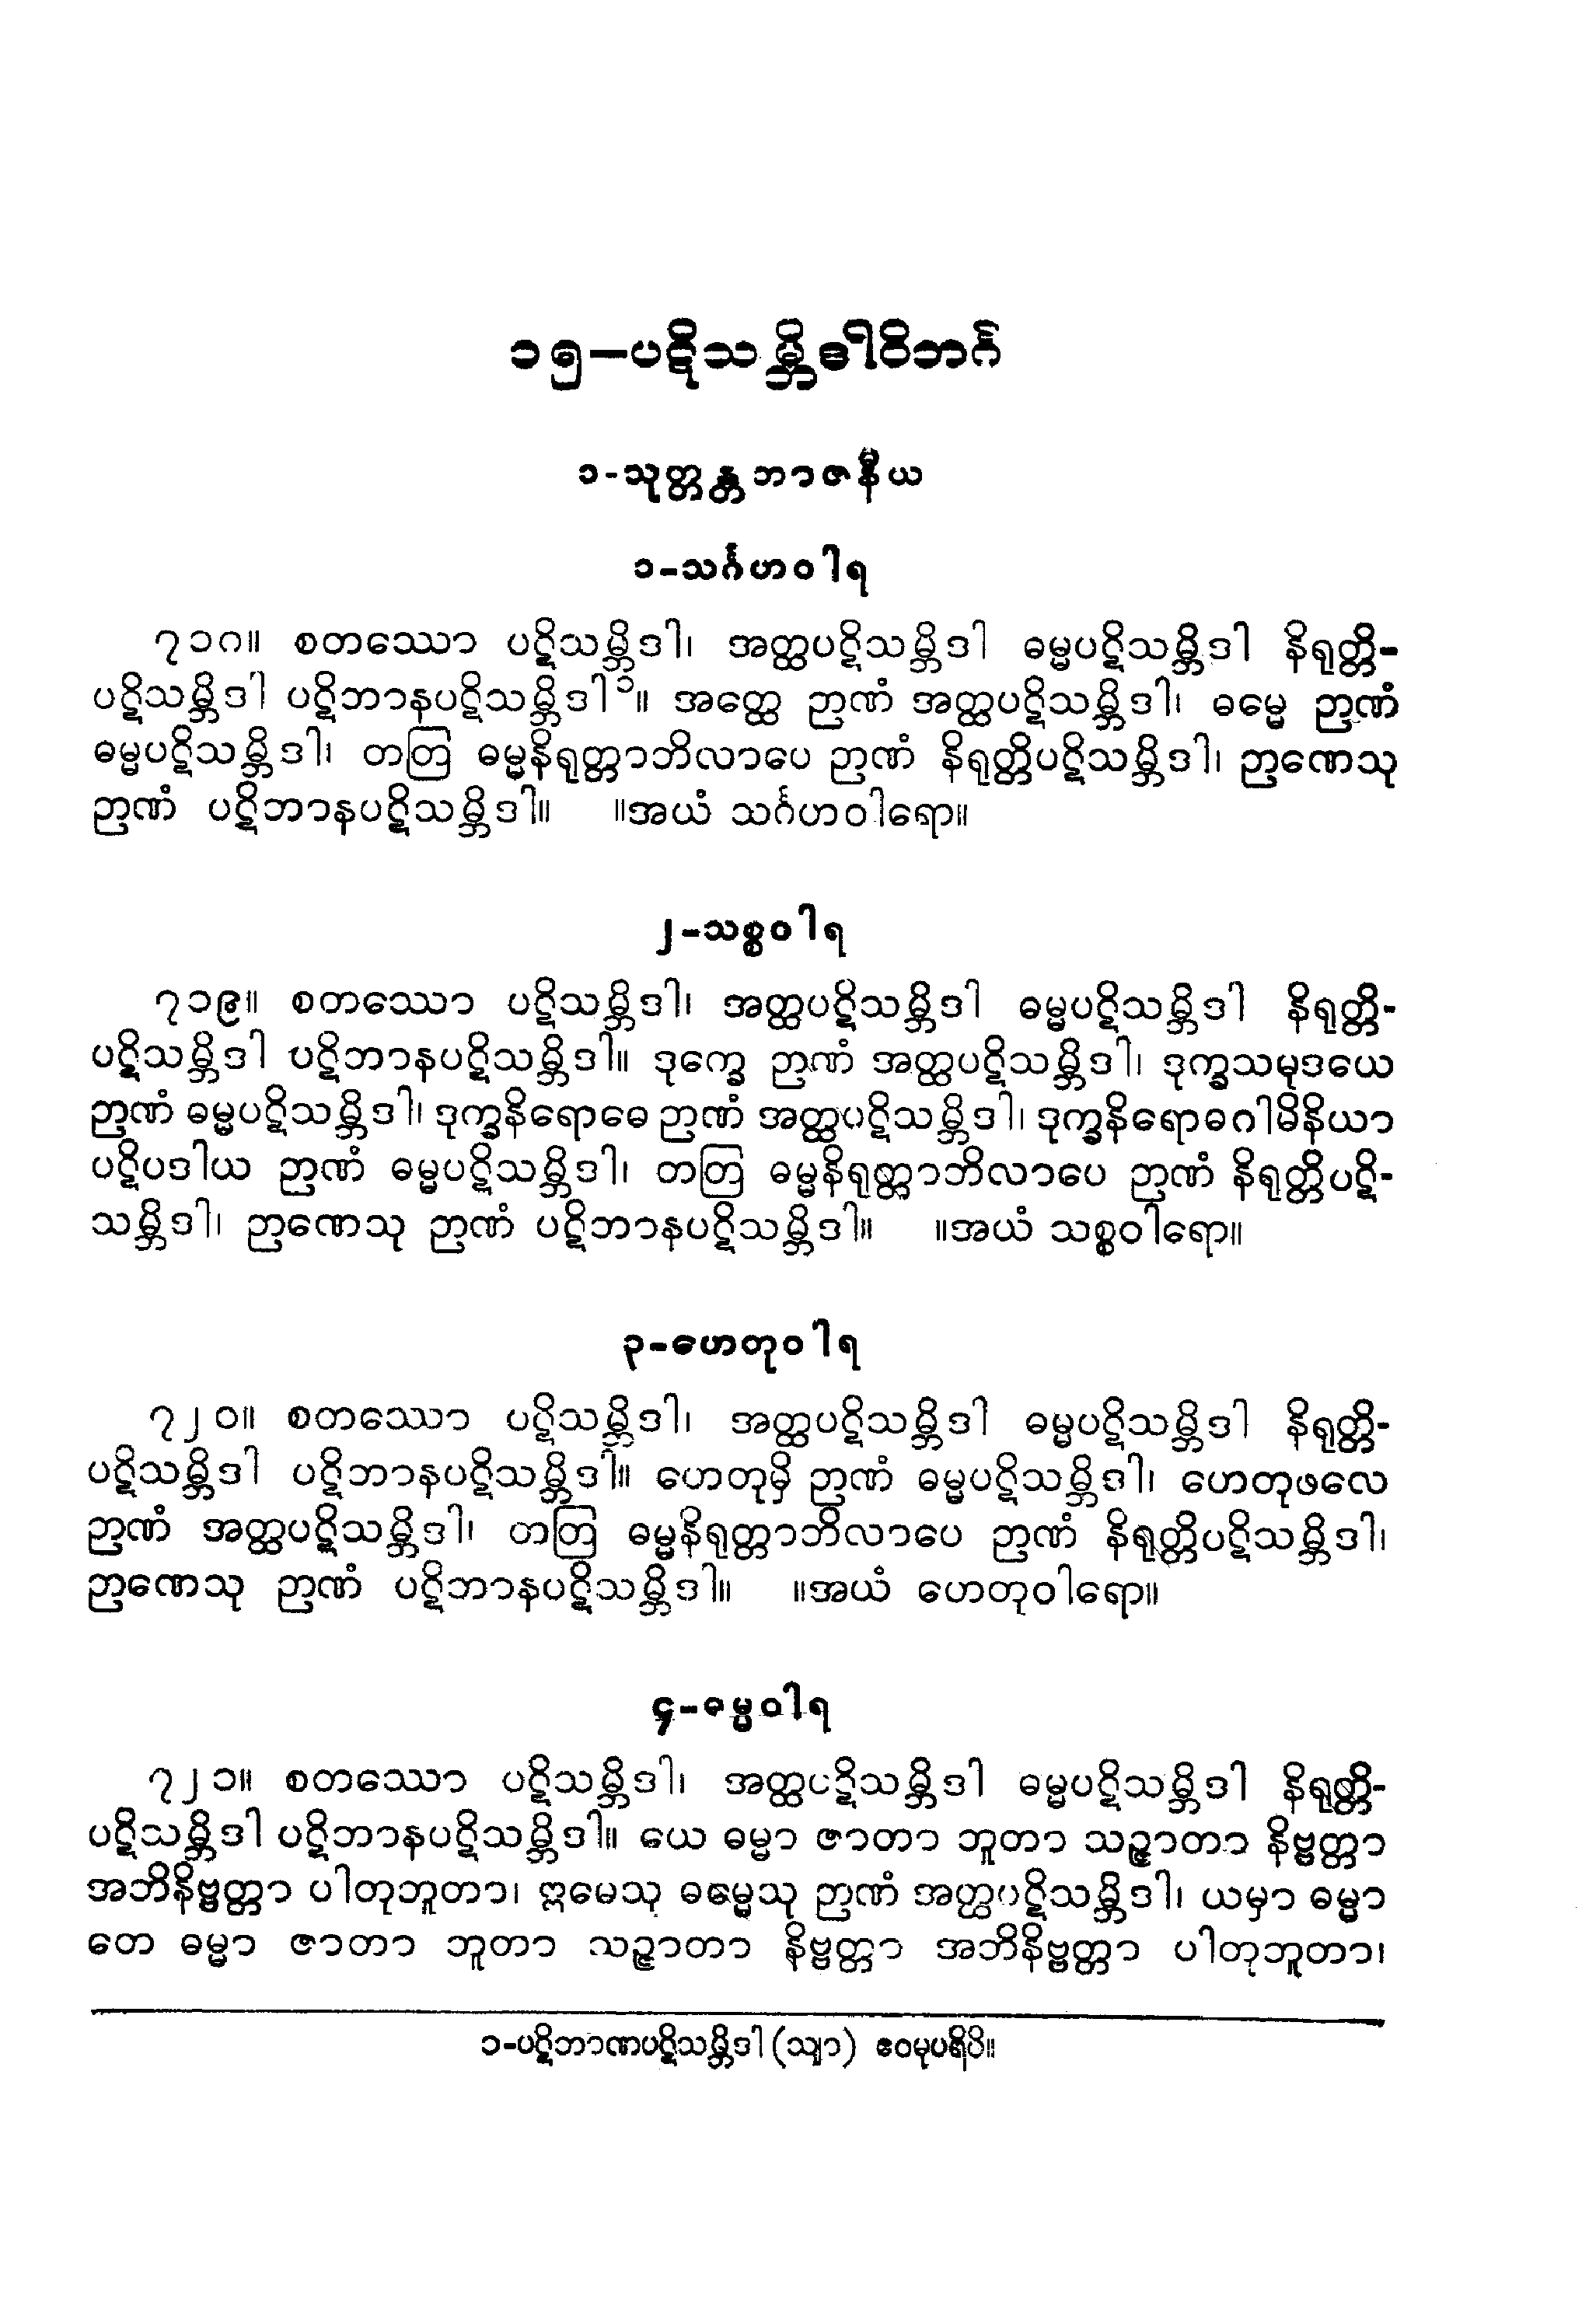 ၁၅–ပဋိသမ္ဘိဒါဝိဘင်္ဂ
၁-သုတ္တန္တဘာဇနီယ
၁-သင်္ဂဟဝါရ
၇၁ဂ။ စတဿော ပဋိသမ္ဘိဒါ၊ အတ္ထပဋိသမ္ဘိဒါ ဓမ္မပဋိသမ္ဘိဒါ နိရုတ္တိ-
ပဋိသမ္ဘိဒါ ပဋိဘာနပဋိသမ္ဘိဒါ၁။ အတ္ထေ ဉာဏံ အတ္ထပဋိသမ္ဘိဒါ၊ ဓမ္မေ ဉာဏံ
ဓမ္မပဋိသမ္ဘိဒါ၊ တတြ ဓမ္မနိရုတ္တာဘိလာပေ ဉာဏံ နိရုတ္တိပဋိသမ္ဘိဒါ၊ ဉာဏေသု
ဉာဏံ ပဋိဘာနပဋိသမ္ဘိဒါ။ ။အယံ သင်္ဂဟဝါရော။
၂-သစ္စဝါရ
၇၁၉။ စတဿော ပဋိသမ္ဘိဒါ၊ အတ္ထပဋိသမ္ဘိဒါ ဓမ္မပဋိသမ္ဘိဒါ နိရုတ္တိ-
ပဋိသမ္ဘိဒါ ပဋိဘာနပဋိသမ္ဘိဒါ။ ဒုက္ခေ ဉာဏံ အတ္ထပဋိသမ္ဘိဒါ၊ ဒုက္ခသမုဒယေ
ဉာဏံ ဓမ္မပဋိသမ္ဘိဒါ၊ ဒုက္ခနိရောဓေ ဉာဏံ အတ္ထပဋိသမ္ဘိဒါ၊ ဒုက္ခနိရောဓဂါမိနိယာ
ပဋိပဒါယ ဉာဏံ ဓမ္မပဋိသမ္ဘိဒါ၊ တတြ ဓမ္မနိရုတ္တာဘိလာပေ ဉာဏံ နိရုတ္တိပဋိ-
သမ္ဘိဒါ၊ ဉာဏေသု ဉာဏံ ပဋိဘာနပဋိသမ္ဘိဒါ။ ။အယံ သစ္စဝါရော။
၃-ဟေတုဝါရ
၇၂၀။ စတဿော ပဋိသမ္ဘိဒါ၊ အတ္ထပဋိသမ္ဘိဒါ ဓမ္မပဋိသမ္ဘိဒါ နိရုတ္တိ-
ပဋိသမ္ဘိဒါ ပဋိဘာနပဋိသမ္ဘိဒါ။ ဟေတုမှိ ဉာဏံ ဓမ္မပဋိသမ္ဘိဒါ၊ ဟေတုဖလေ
ဉာဏံ အတ္ထပဋိသမ္ဘိဒါ၊ တတြ ဓမ္မနိရုတ္တာဘိလာပေ ဉာဏံ နိရုတ္တိပဋိသမ္ဘိဒါ၊
ဉာဏေသု ဉာဏံ ပဋိဘာနပဋိသမ္ဘိဒါ။ ။အယံ ဟေတုဝါရော။
၄-ဓမ္မဝါရ
၇၂၁။ စတဿော ပဋိသမ္ဘိဒါ၊ အတ္ထပဋိသမ္ဘိဒါ ဓမ္မပဋိသမ္ဘိဒါ နိရုတ္တိ-
ပဋိသမ္ဘိဒါ ပဋိဘာနပဋိသမ္ဘိဒါ။ ယေ ဓမ္မာ ဇာတာ ဘူတာ သဉ္ဇာတာ နိဗ္ဗတ္တာ
အဘိနိဗ္ဗတ္တာ ပါတုဘူတာ၊ ဣမေသု ဓမ္မေသု ဉာဏံ အတ္ထပဋိသမ္ဘိဒါ၊ ယမှာ ဓမ္မာ
တေ ဓမ္မာ ဇာတာ ဘူတာ သဉ္ဇာတာ နိဗ္ဗတ္တာ အဘိနိဗ္ဗတ္တာ ပါတုဘူတာ၊
၁-ပဋိဘာဏပဋိသမ္ဘိဒါ (သျာ) ဧဝမုပရိပိ။